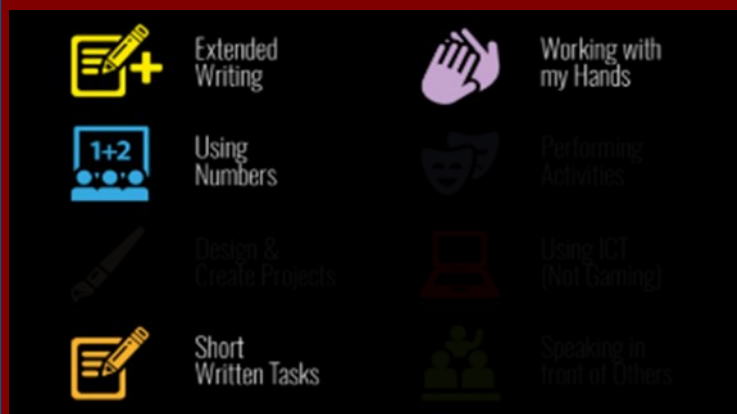 Extended
Writing
Working with
my Hands
1+2
Using
Numbers
Performing
Activities
Design &
Create Projects
Using ICT
(Not Gaming)
Short
Written Tasks
Speaking in
front of Others